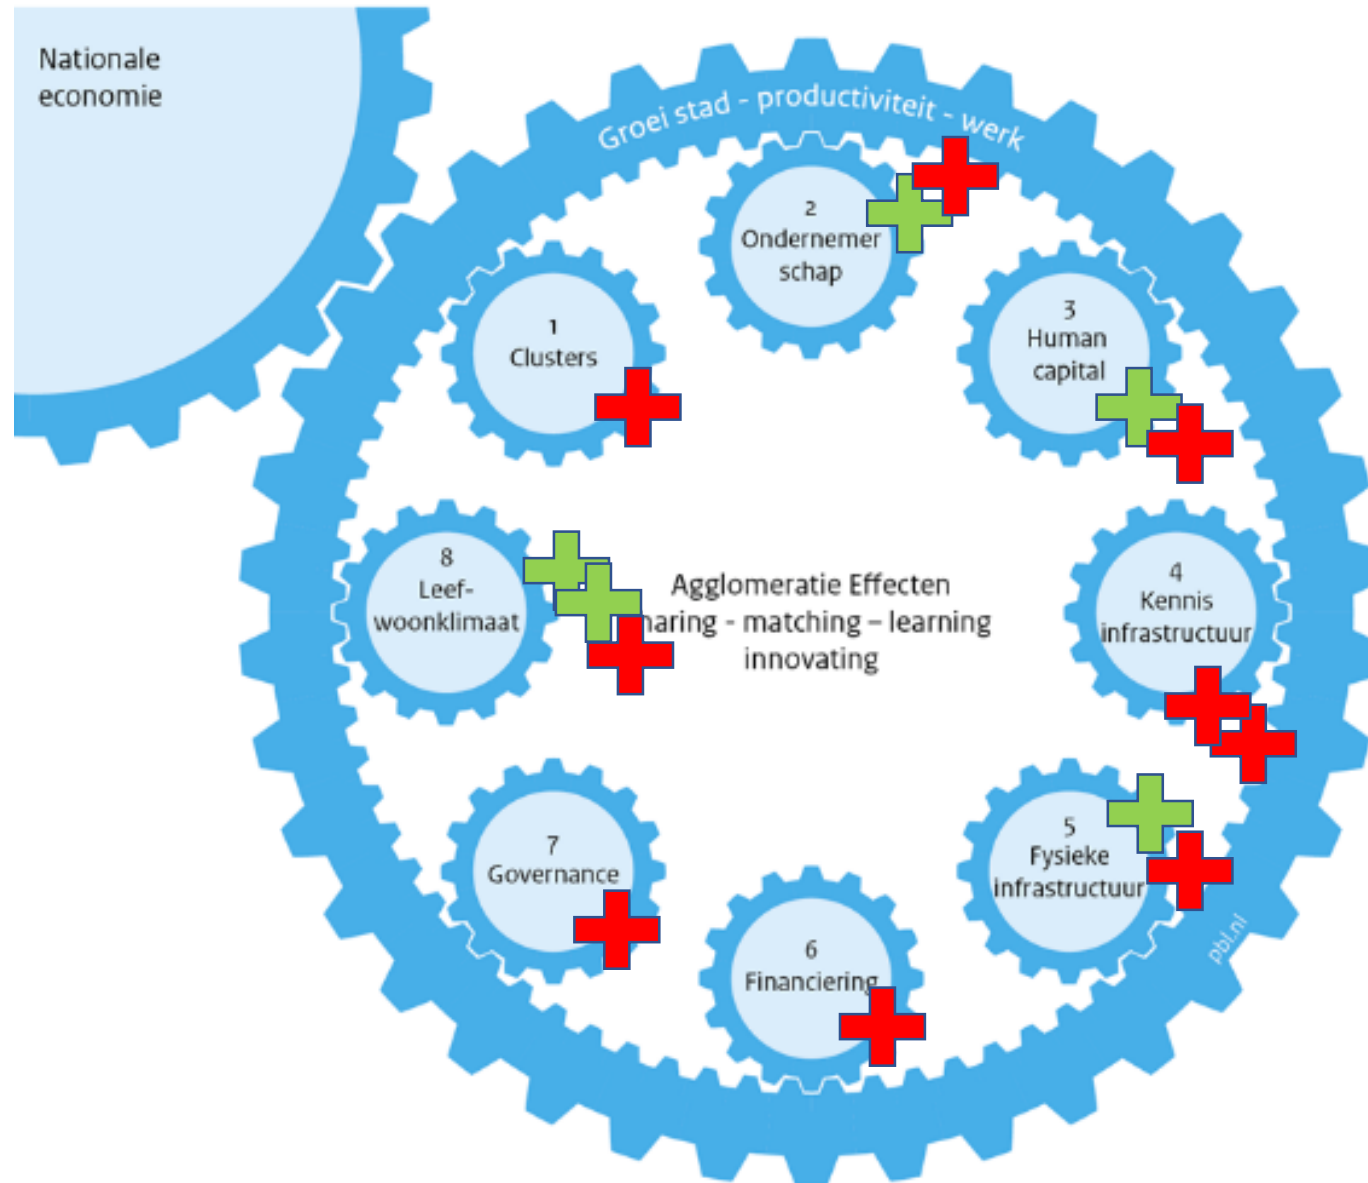 Nationale
economie
Groei stad - productiviteit - werk
1
Clusters
2
Ondernemer
schap
3
Human
capital
4
Kennis
infrastructuur
5
Fysieke
infrastructuur
6
Financiering
7
Governance
8
Leef-
woonklimaat
Agglomeratie Effecten
haring - matching – learning
innovating
pbl.nl